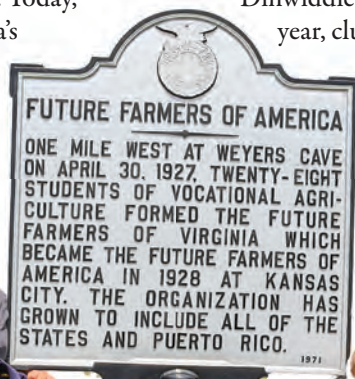 Today,
Dinwiddie
a's
year, clu
FUTURE FARMERS OF AMERICA
ONE MILE WEST AT WEYERS CAVE
ON APRIL 30, 1927, TWENTY-EIGHT
STUDENTS OF VOCATIONAL AGRI-
CULTURE FORMED THE FUTURE
FARMERS OF VIRGINIA WHICH
BECAME THE FUTURE FARMERS OF
AMERICA IN 1928 AT KANSAS
CITY. THE ORGANIZATION HAS
GROWN TO INCLUDE ALL OF THE
STATES AND PUERTO RICO.
1971